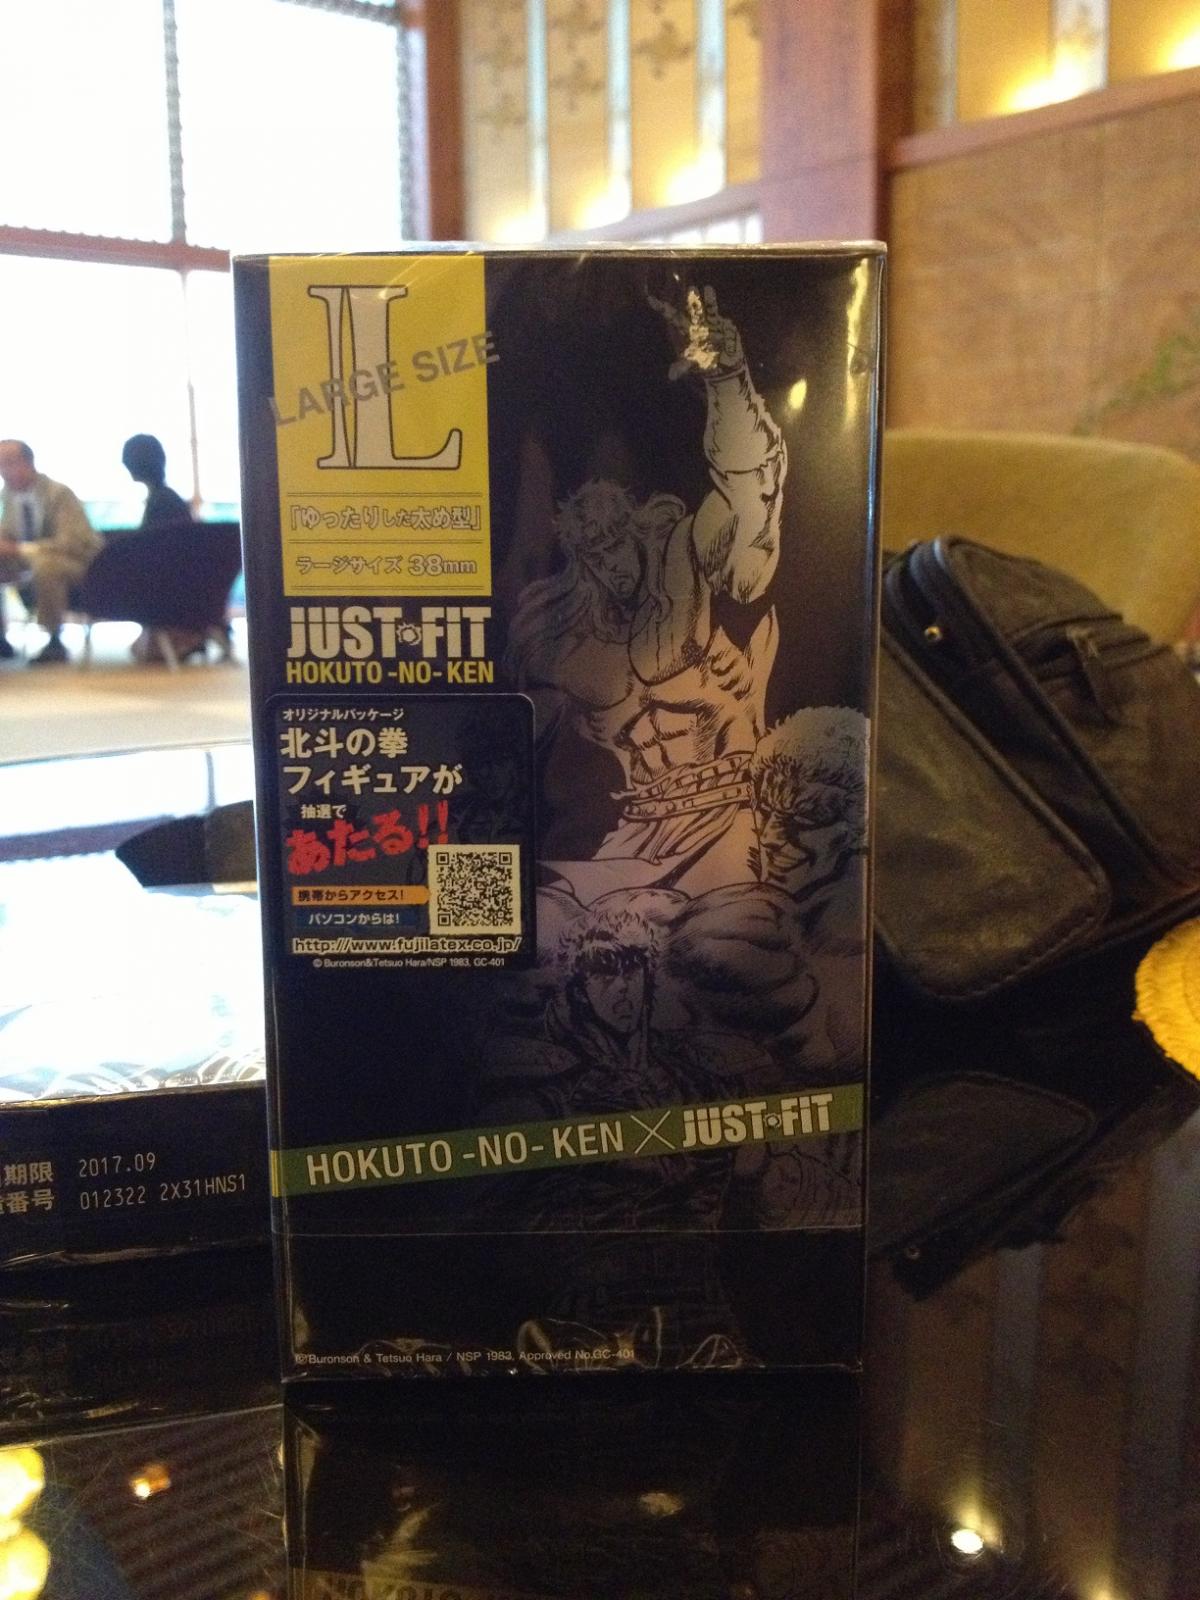 L
LARGE SIZE
「ゆったりした太め型」
ラージサイズ 38mm
JUST FIT
HOKUTO -NO- KEN
オリジナルパッケージ
北斗の拳
フィギュアが
抽選で
あたる!!
携帯からアクセス!
パソコンからは!
http://www.fujilatex.co.jp/
© Buronson&Tetsuo Hara/NSP 1983, GC-401
HOKUTO -NO- KEN × JUST FIT
期限 2017.09
番号 012322 2X31HNS1
© Buronson & Tetsuo Hara / NSP 1983, Approved No.GC-401